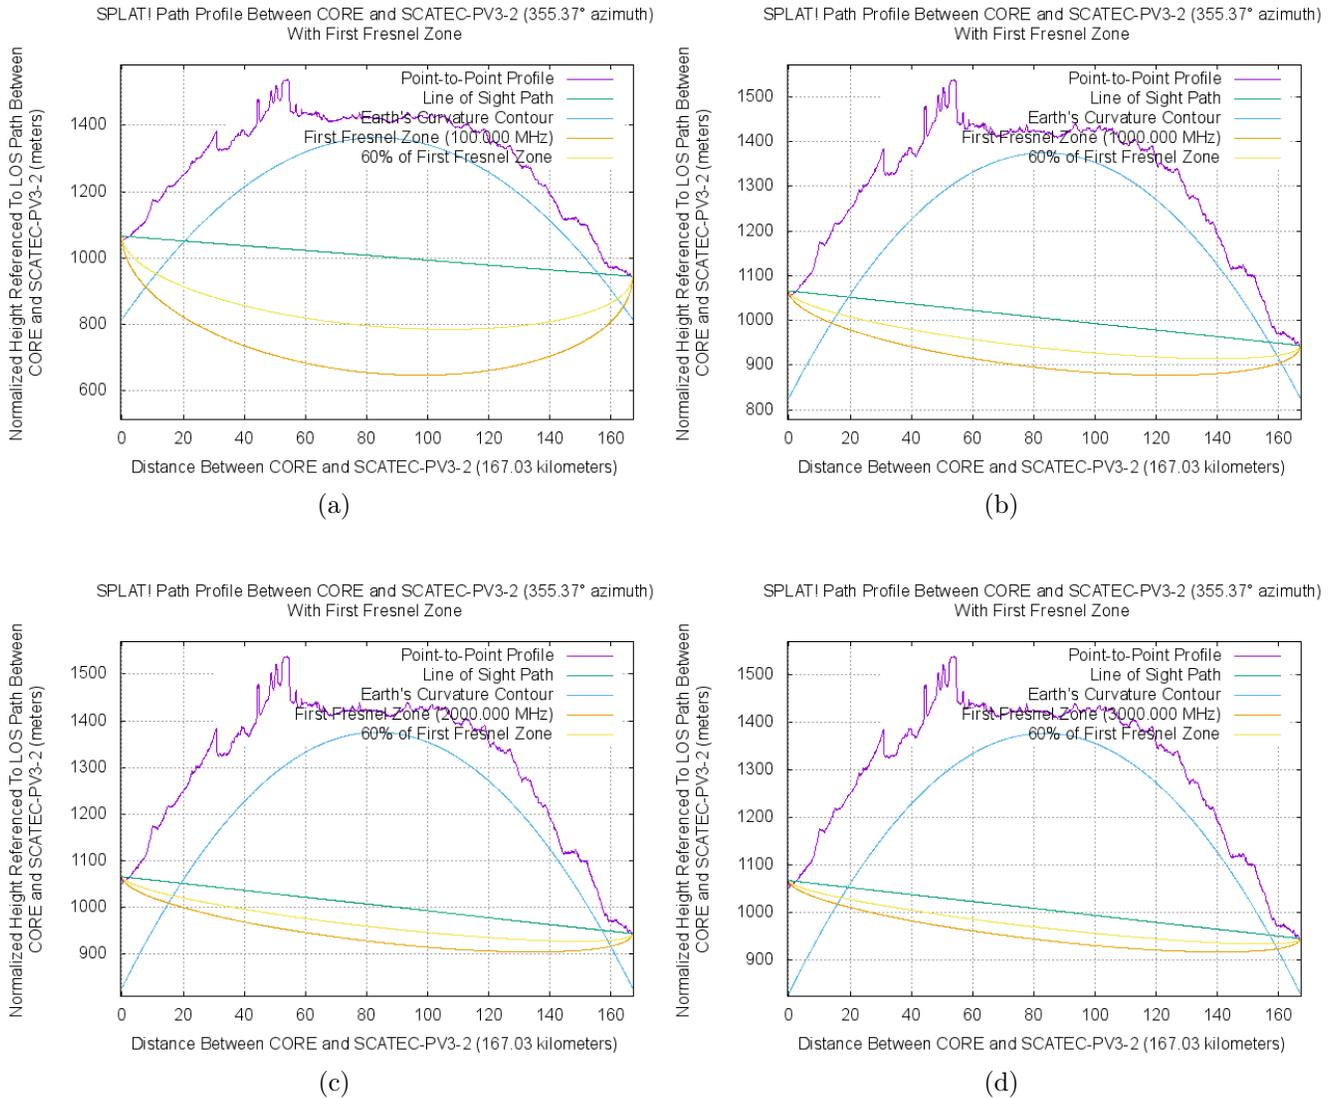 SPLAT! Path Profile Between CORE and SCATEC-PV3-2 (355.37° azimuth)
With First Fresnel Zone
Normalized Height Referenced To LOS Path Between
CORE and SCATEC-PV3-2 (meters)
Point-to-Point Profile
Line of Sight Path
Earth's Curvature Contour
First Fresnel Zone (100.000 MHz)
60% of First Fresnel Zone
1400
1200
1000
800
600
0 20 40 60 80 100 120 140 160
Distance Between CORE and SCATEC-PV3-2 (167.03 kilometers)
(a)
SPLAT! Path Profile Between CORE and SCATEC-PV3-2 (355.37° azimuth)
With First Fresnel Zone
Normalized Height Referenced To LOS Path Between
CORE and SCATEC-PV3-2 (meters)
Point-to-Point Profile
Line of Sight Path
Earth's Curvature Contour
First Fresnel Zone (1000.000 MHz)
60% of First Fresnel Zone
1500
1400
1300
1200
1100
1000
900
800
0 20 40 60 80 100 120 140 160
Distance Between CORE and SCATEC-PV3-2 (167.03 kilometers)
(b)
SPLAT! Path Profile Between CORE and SCATEC-PV3-2 (355.37° azimuth)
With First Fresnel Zone
Normalized Height Referenced To LOS Path Between
CORE and SCATEC-PV3-2 (meters)
Point-to-Point Profile
Line of Sight Path
Earth's Curvature Contour
First Fresnel Zone (2000.000 MHz)
60% of First Fresnel Zone
1500
1400
1300
1200
1100
1000
900
0 20 40 60 80 100 120 140 160
Distance Between CORE and SCATEC-PV3-2 (167.03 kilometers)
(c)
SPLAT! Path Profile Between CORE and SCATEC-PV3-2 (355.37° azimuth)
With First Fresnel Zone
Normalized Height Referenced To LOS Path Between
CORE and SCATEC-PV3-2 (meters)
Point-to-Point Profile
Line of Sight Path
Earth's Curvature Contour
First Fresnel Zone (3000.000 MHz)
60% of First Fresnel Zone
1500
1400
1300
1200
1100
1000
900
0 20 40 60 80 100 120 140 160
Distance Between CORE and SCATEC-PV3-2 (167.03 kilometers)
(d)